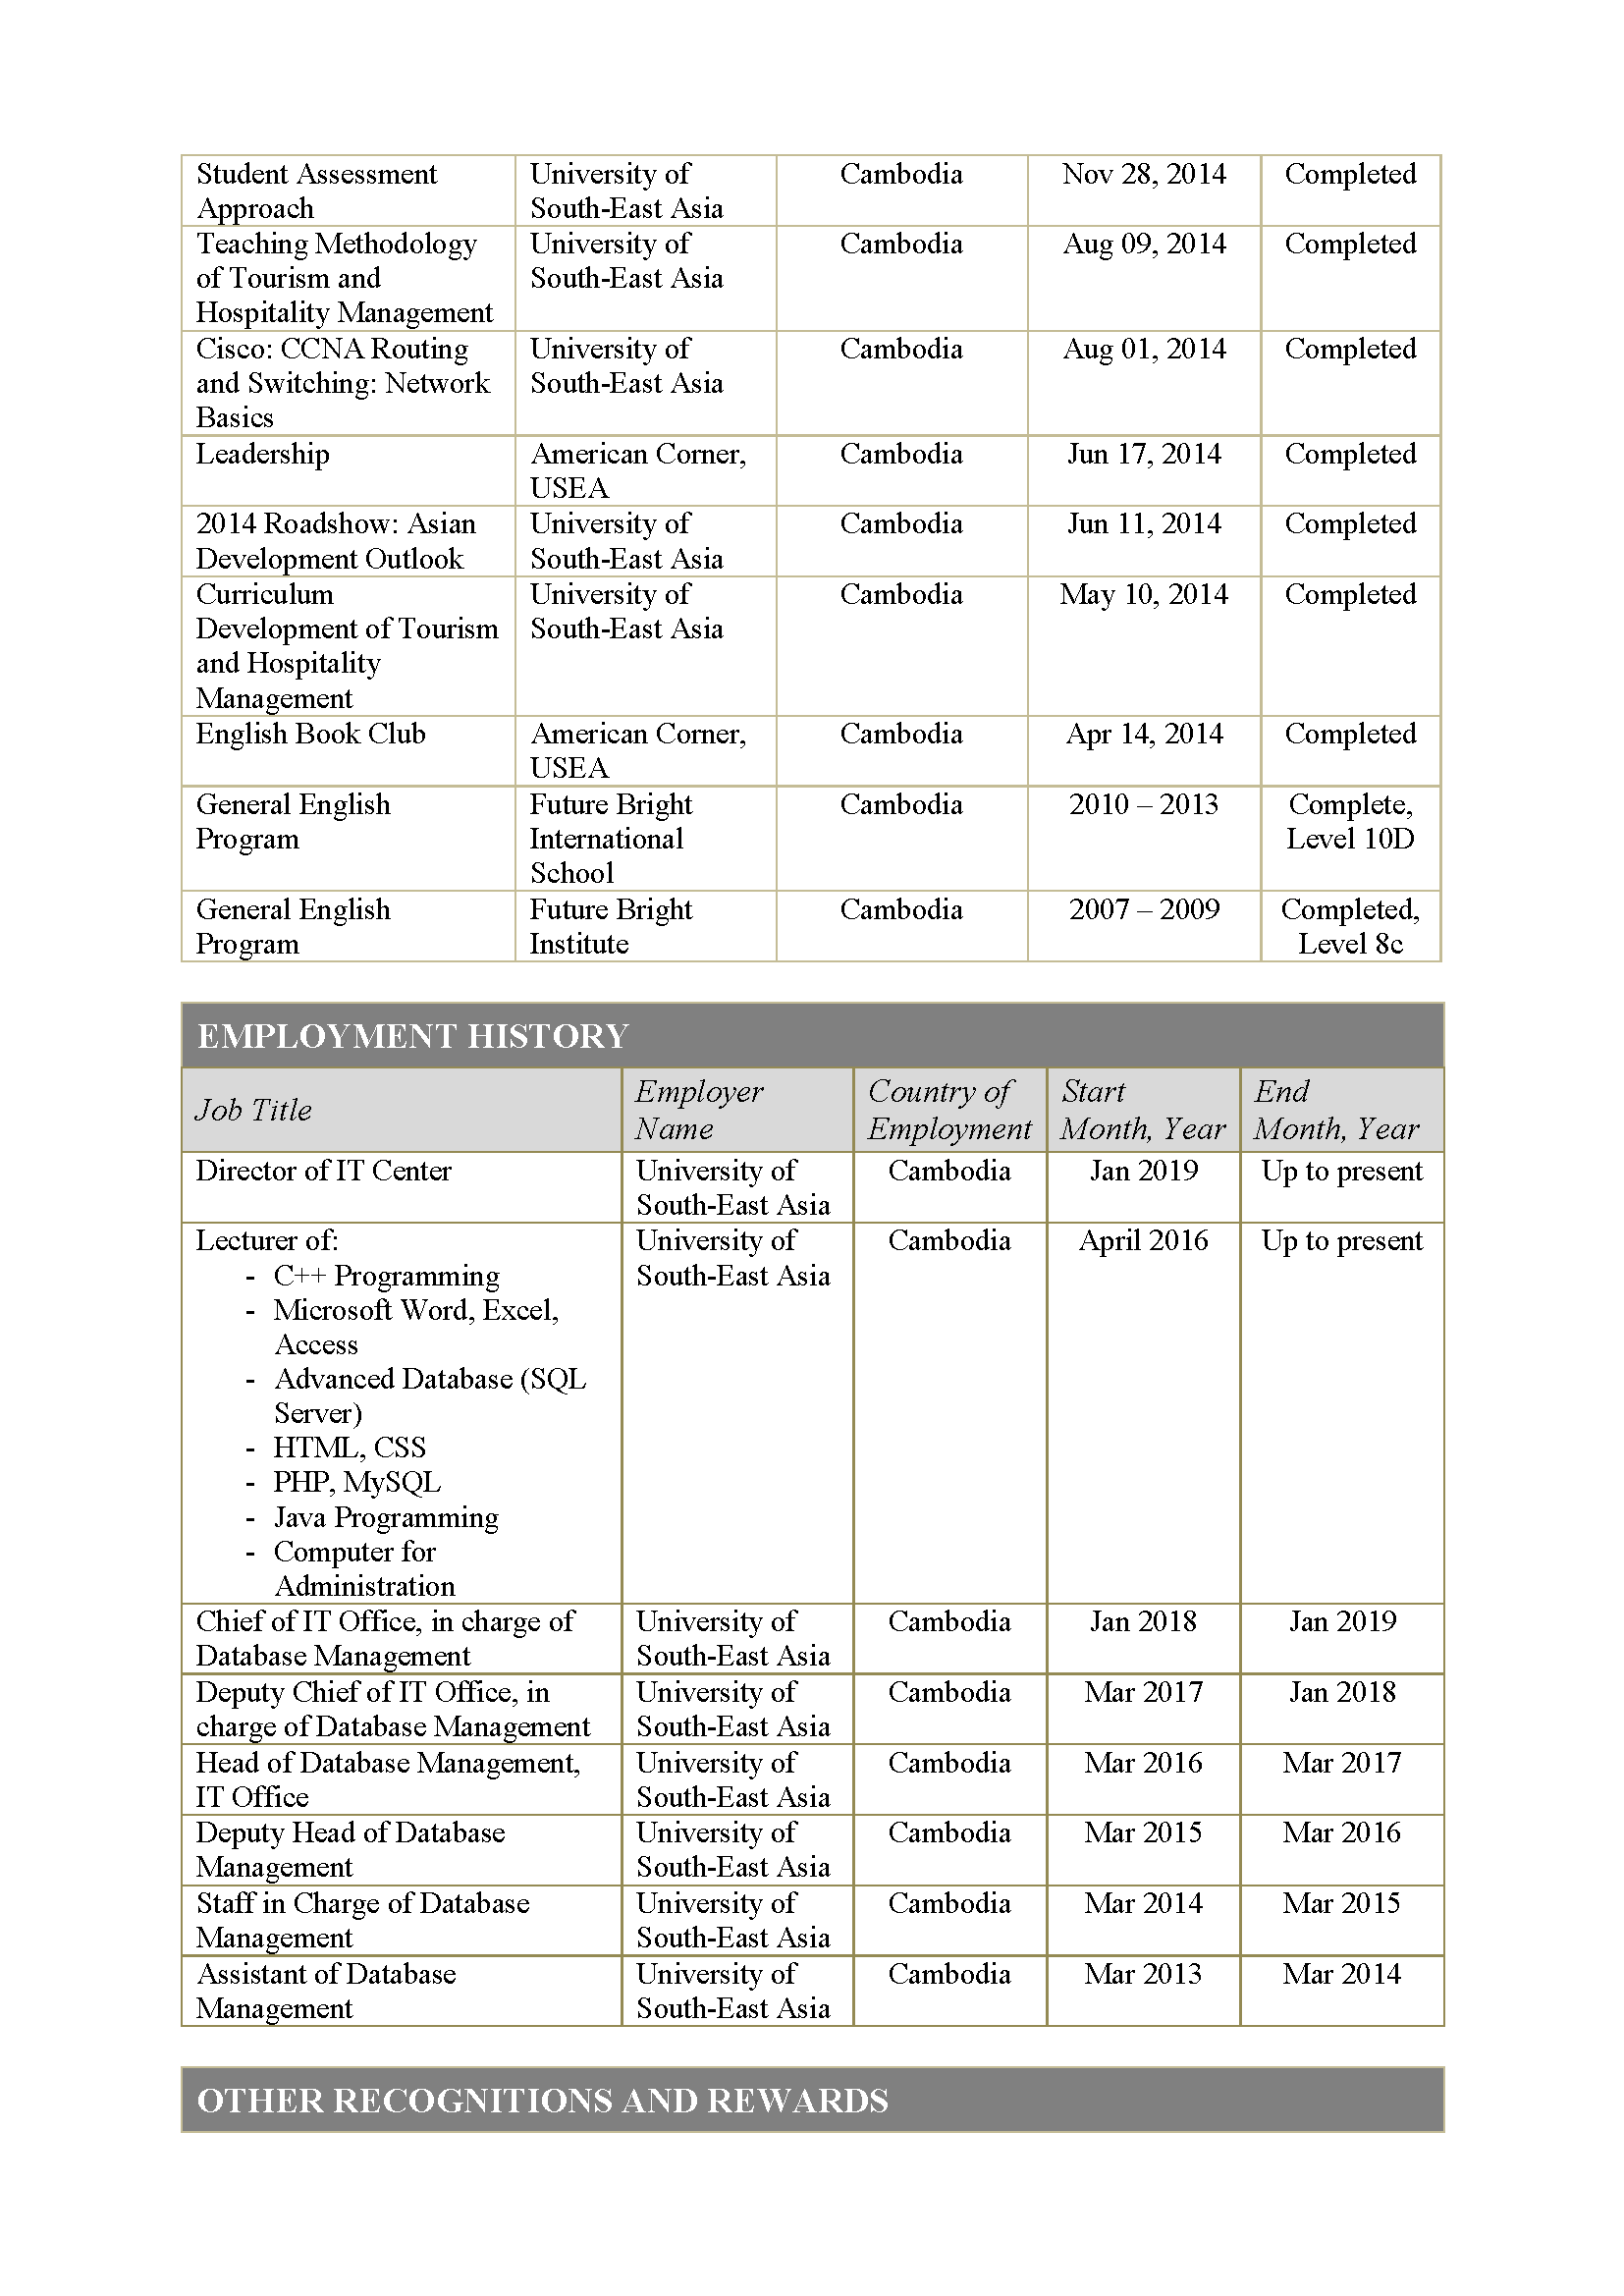 Student Assessment
Approach
University of
South-East Asia
Cambodia
Nov 28, 2014
Completed
Teaching Methodology
of Tourism and
Hospitality Management
University of
South-East Asia
Cambodia
Aug 09, 2014
Completed
Cisco: CCNA Routing
and Switching: Network
Basics
University of
South-East Asia
Cambodia
Aug 01, 2014
Completed
Leadership
American Corner,
USEA
Cambodia
Jun 17, 2014
Completed
2014 Roadshow: Asian
Development Outlook
University of
South-East Asia
Cambodia
Jun 11, 2014
Completed
Curriculum
Development of Tourism
and Hospitality
Management
University of
South-East Asia
Cambodia
May 10, 2014
Completed
English Book Club
American Corner,
USEA
Cambodia
Apr 14, 2014
Completed
General English
Program
Future Bright
International
School
Cambodia
2010 – 2013
Complete,
Level 10D
General English
Program
Future Bright
Institute
Cambodia
2007 – 2009
Completed,
Level 8c
EMPLOYMENT HISTORY
Job Title
Employer
Name
Country of
Employment
Start
Month, Year
End
Month, Year
Director of IT Center
University of
South-East Asia
Cambodia
Jan 2019
Up to present
Lecturer of:
- C++ Programming
- Microsoft Word, Excel,
Access
- Advanced Database (SQL
Server)
- HTML, CSS
- PHP, MySQL
- Java Programming
- Computer for
Administration
University of
South-East Asia
Cambodia
April 2016
Up to present
Chief of IT Office, in charge of
Database Management
University of
South-East Asia
Cambodia
Jan 2018
Jan 2019
Deputy Chief of IT Office, in
charge of Database Management
University of
South-East Asia
Cambodia
Mar 2017
Jan 2018
Head of Database Management,
IT Office
University of
South-East Asia
Cambodia
Mar 2016
Mar 2017
Deputy Head of Database
Management
University of
South-East Asia
Cambodia
Mar 2015
Mar 2016
Staff in Charge of Database
Management
University of
South-East Asia
Cambodia
Mar 2014
Mar 2015
Assistant of Database
Management
University of
South-East Asia
Cambodia
Mar 2013
Mar 2014
OTHER RECOGNITIONS AND REWARDS